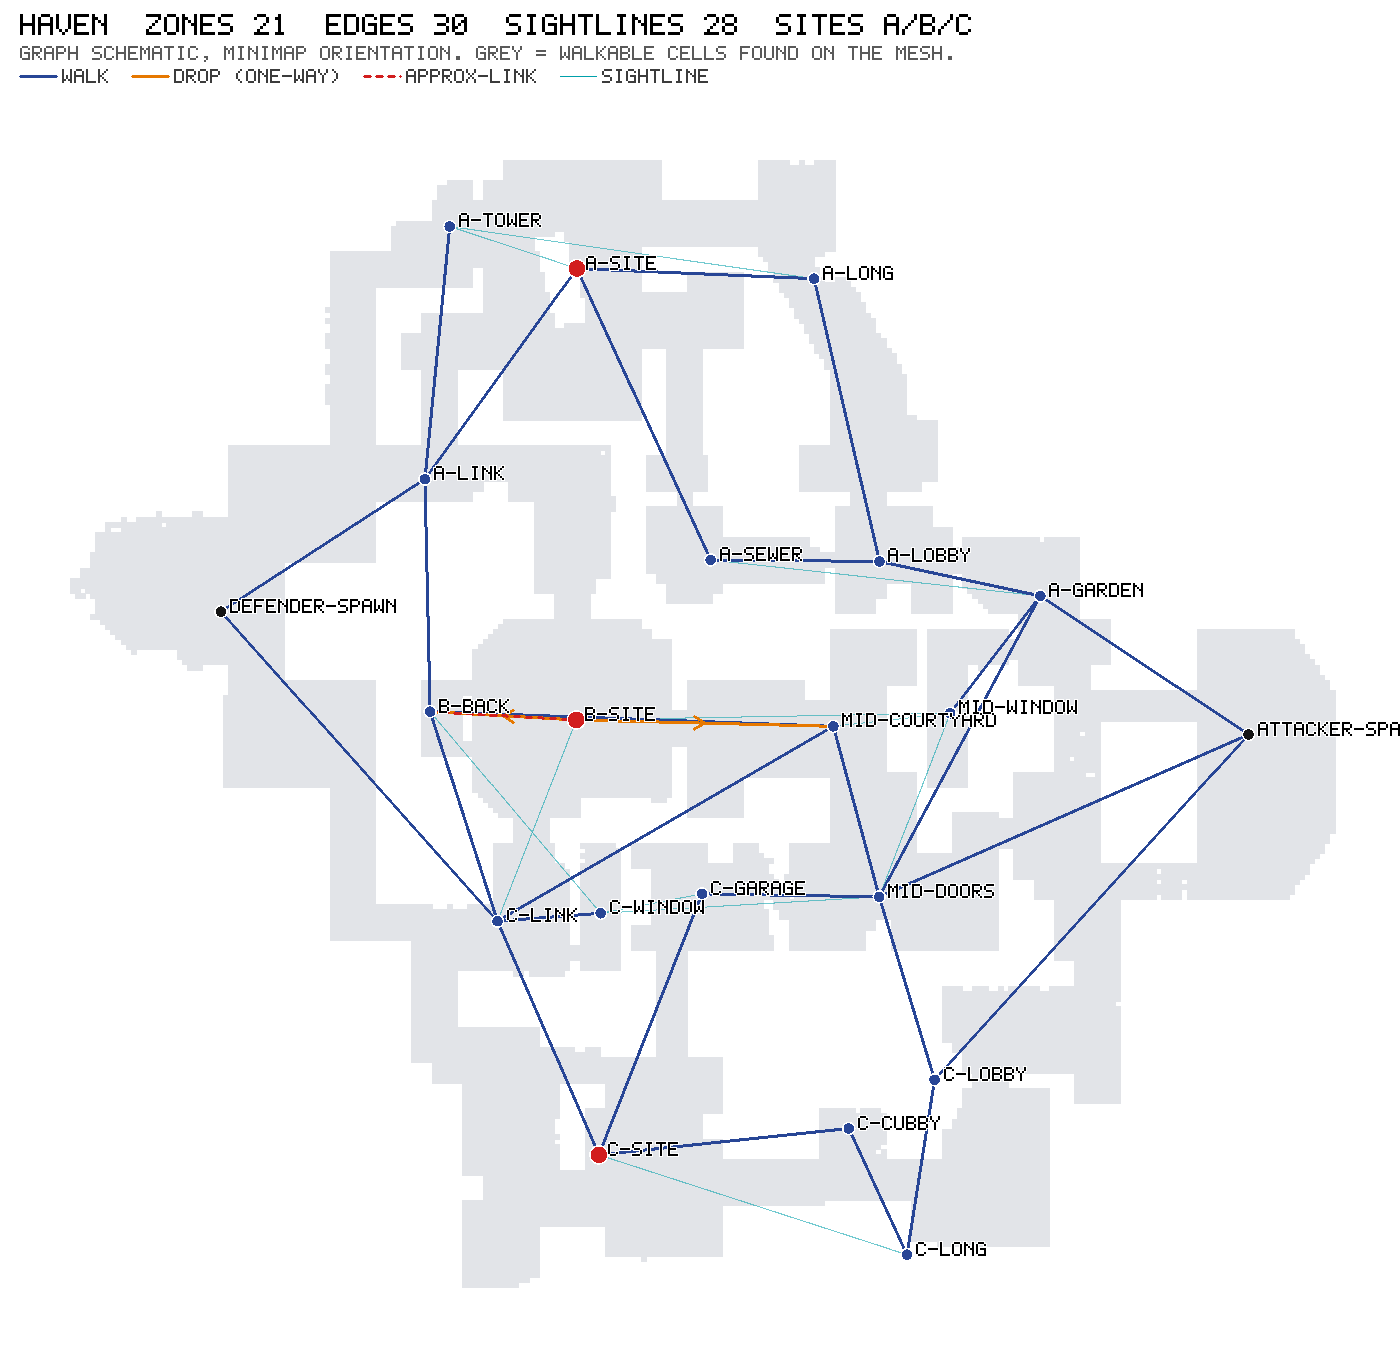 HAVEN ZONES 21 EDGES 30 SIGHTLINES 28 SITES A/B/C
GRAPH SCHEMATIC, MINIMAP ORIENTATION. GREY = WALKABLE CELLS FOUND ON THE MESH.
WALK DROP (ONE-WAY) APPROX-LINK SIGHTLINE
A-TOWER
A-SITE
A-LONG
A-LINK
A-SEWER
A-LOBBY
A-GARDEN
DEFENDER-SPAWN
B-BACK
B-SITE
MID-WINDOW
MID-COURTYARD
ATTACKER-SPA
C-GARAGE
MID-DOORS
C-LINK
C-WINDOW
C-LOBBY
C-CUBBY
C-SITE
C-LONG